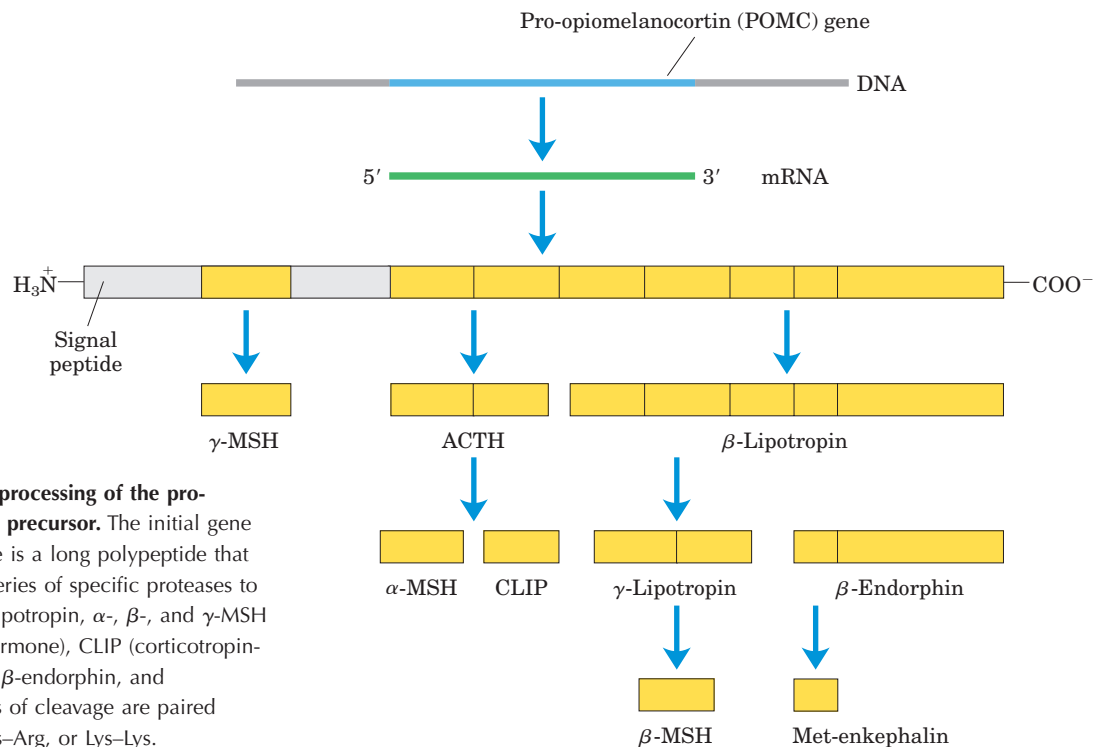 Pro-opiomelanocortin (POMC) gene
DNA
5′ 3′ mRNA
H₃N⁺ COO⁻
Signal
peptide
γ-MSH ACTH β-Lipotropin
processing of the pro-
precursor. The initial gene
e is a long polypeptide that
eries of specific proteases to
potropin, α-, β-, and γ-MSH
rmone), CLIP (corticotropin-
β-endorphin, and
s of cleavage are paired
s–Arg, or Lys–Lys.
α-MSH CLIP γ-Lipotropin β-Endorphin
β-MSH Met-enkephalin